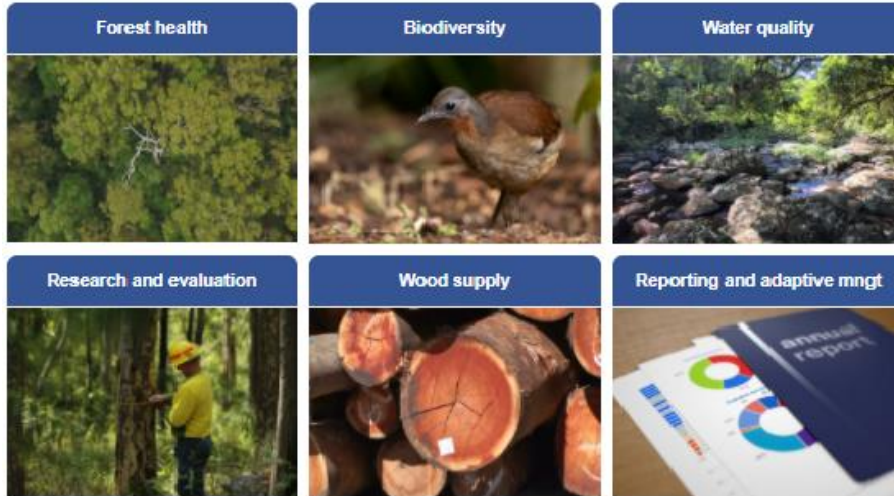 Forest health
Biodiversity
Water quality
Research and evaluation
Wood supply
Reporting and adaptive mngt
annual
report